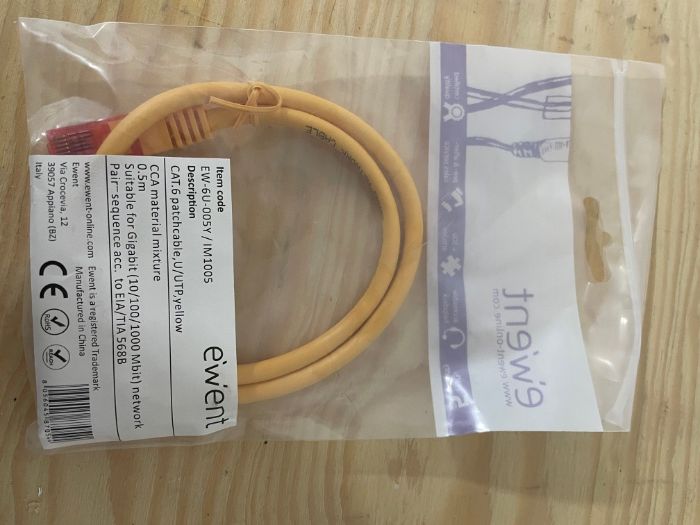 ewent
Item code
EW-6U-005Y / IM1005
Description
CAT.6 patchcable,U/UTP,yellow
CCA material mixture
0.5m
Suitable for Gigabit (10/100/1000 Mbit) network
Pair-sequence acc. to EIA/TIA 568B
www.ewent-online.com
Ewent
Via Crocevia, 12
39057 Appiano (BZ)
Italy
Ewent is a registered Trademark
Manufactured in China
CE
RoHS
REACH
CABLE
ewent
www.ewent-online.com